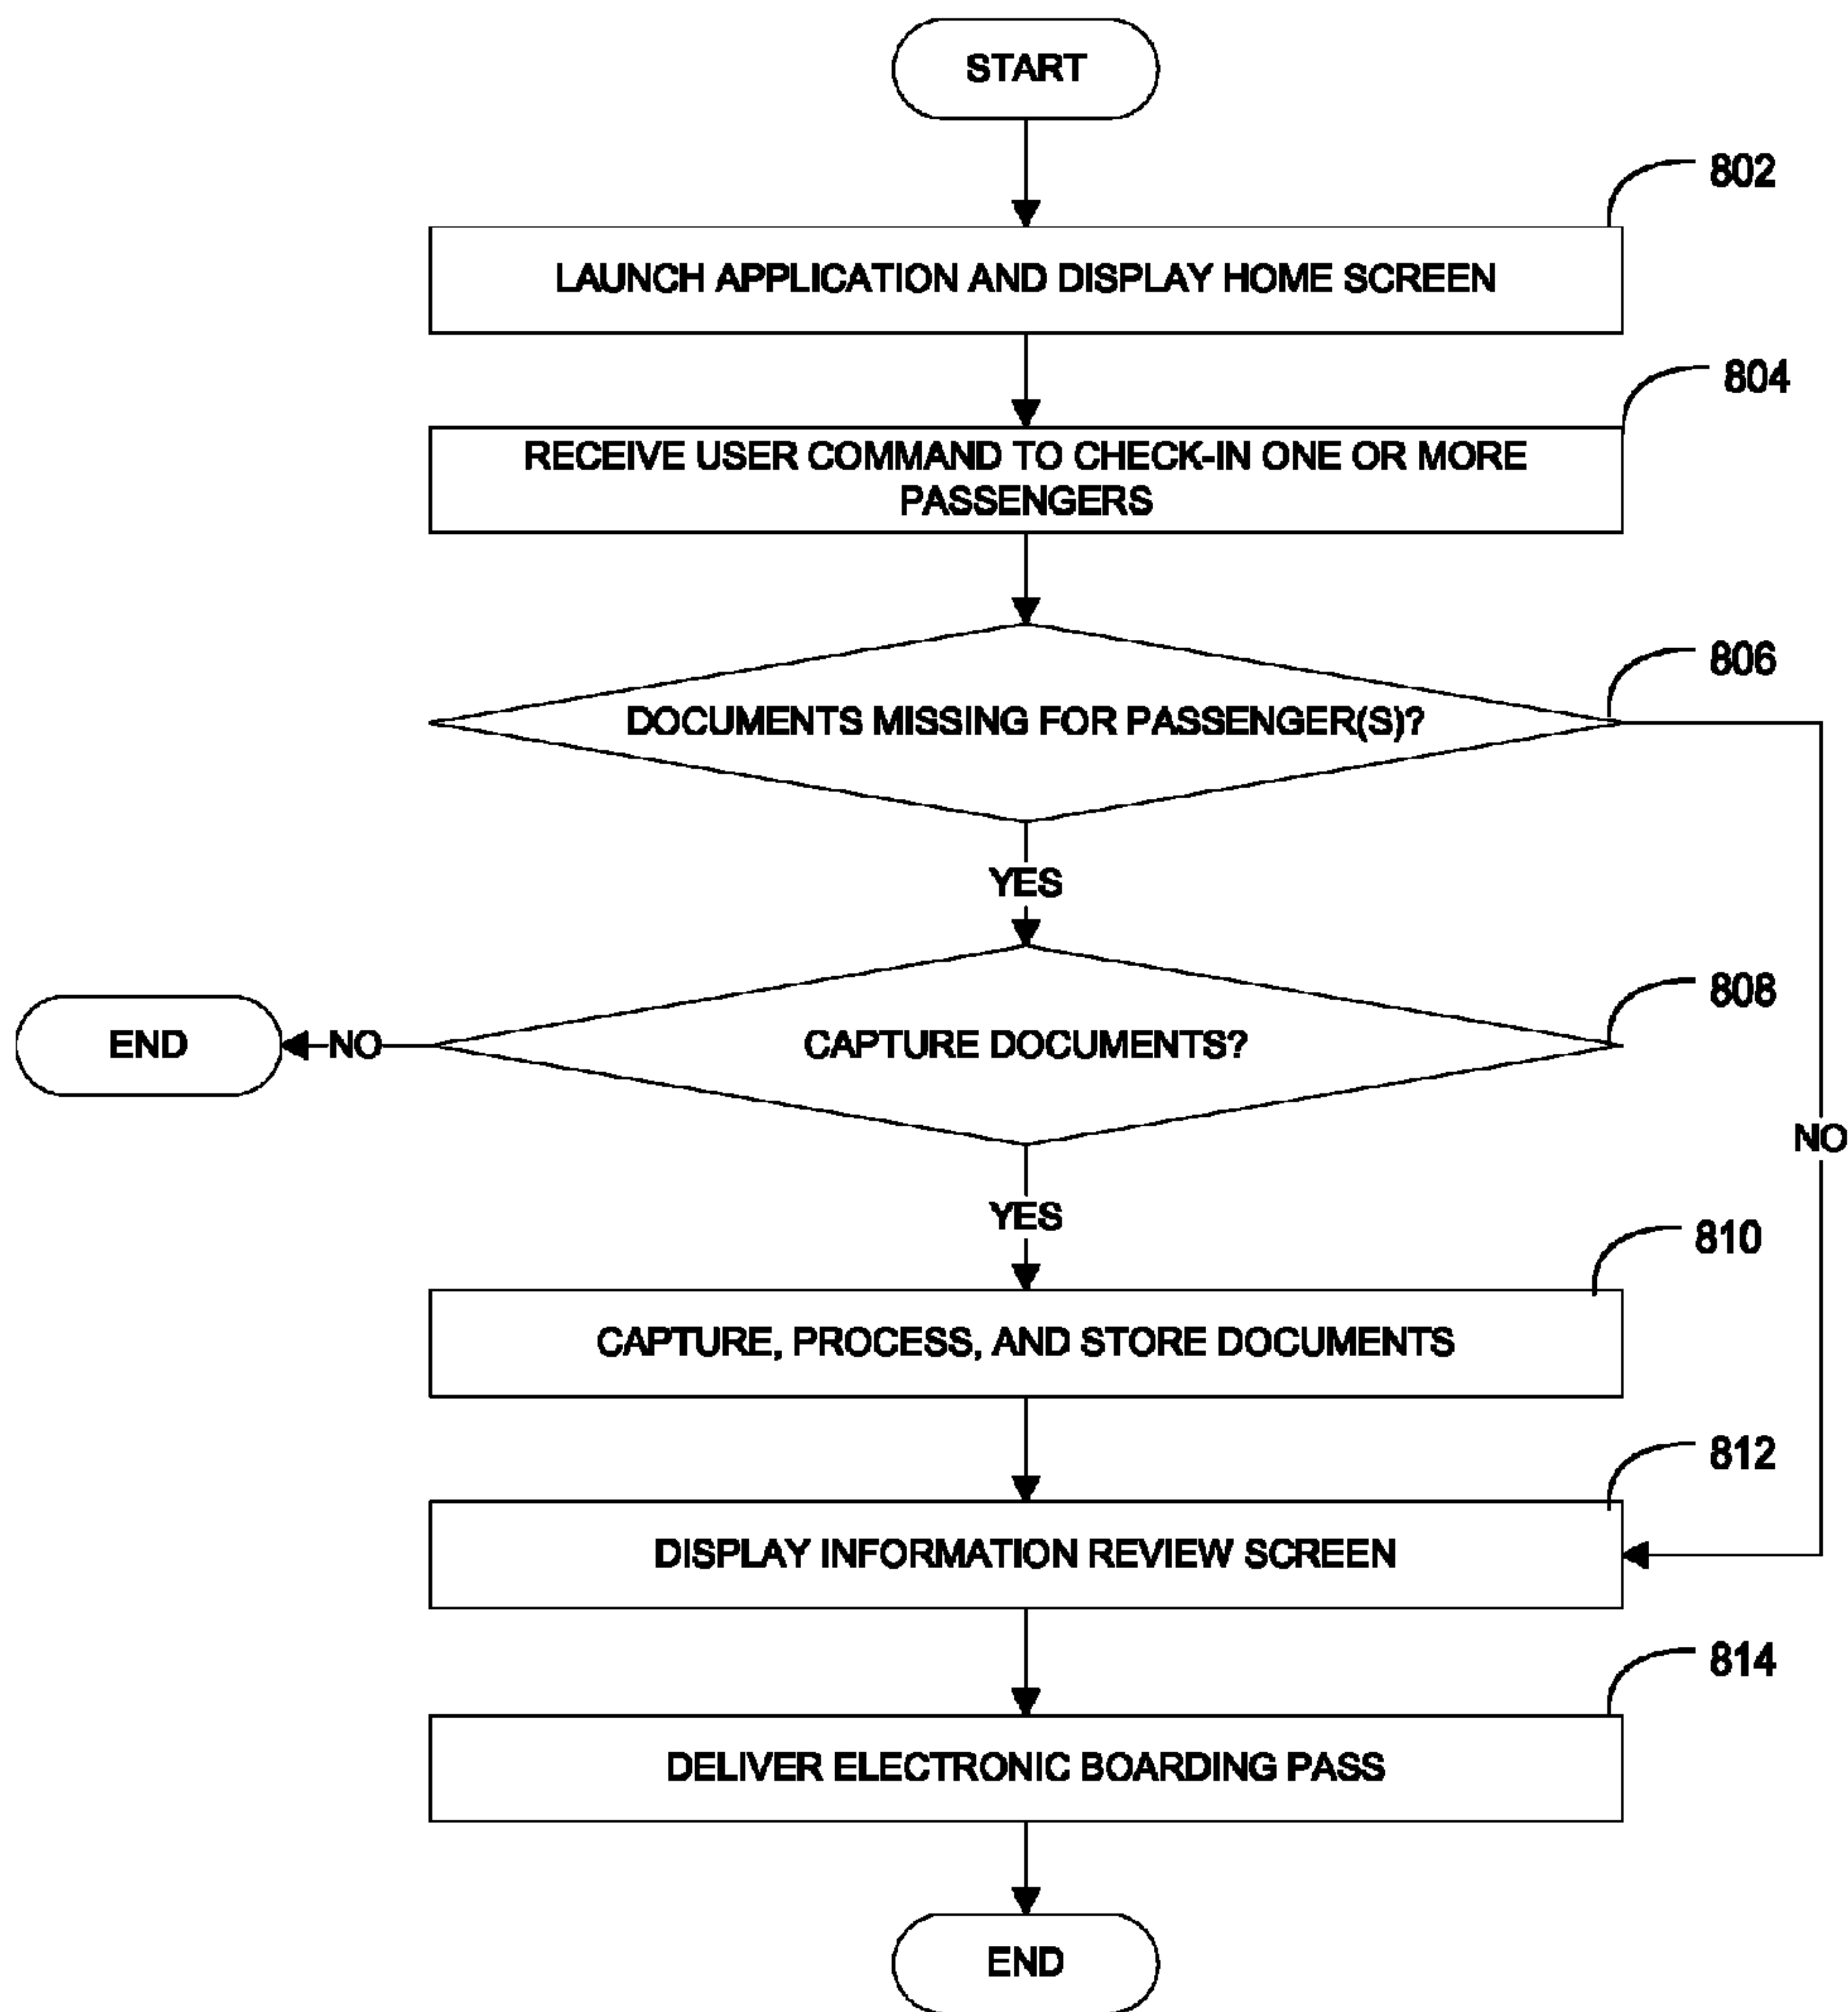 START
802
LAUNCH APPLICATION AND DISPLAY HOME SCREEN
804
RECEIVE USER COMMAND TO CHECK-IN ONE OR MORE
PASSENGERS
806
DOCUMENTS MISSING FOR PASSENGER(S)?
YES
808
END
NO
CAPTURE DOCUMENTS?
NO
YES
810
CAPTURE, PROCESS, AND STORE DOCUMENTS
812
DISPLAY INFORMATION REVIEW SCREEN
814
DELIVER ELECTRONIC BOARDING PASS
END